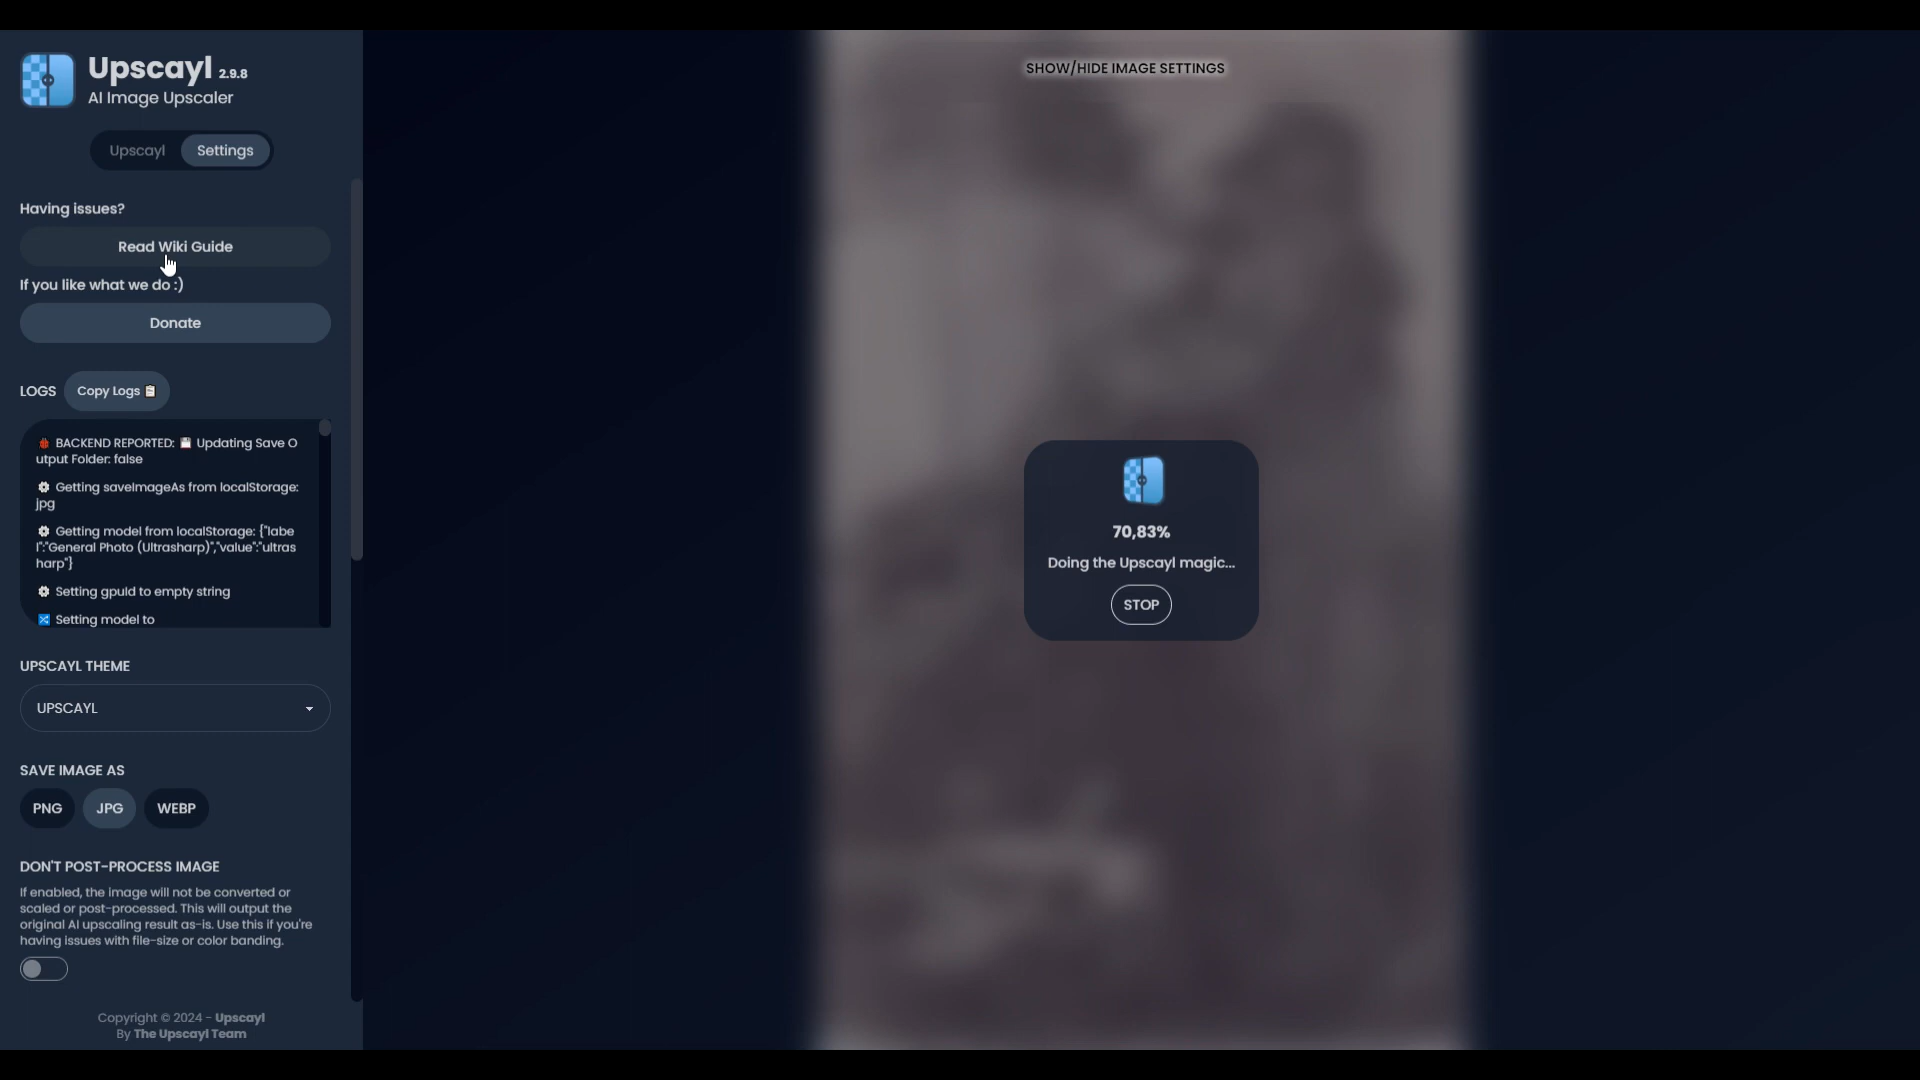 Upscayl 2.9.8
AI Image Upscaler
Upscayl
Settings
Having issues?
Read Wiki Guide
If you like what we do :)
Donate
LOGS
Copy Logs 📋
🐞 BACKEND REPORTED: 💾 Updating Save O
utput Folder: false
⚙️ Getting saveImageAs from localStorage:
jpg
⚙️ Getting model from localStorage: {"labe
l":"General Photo (Ultrasharp)","value":"ultras
harp"}
⚙️ Setting gpuId to empty string
🔀 Setting model to
UPSCAYL THEME
UPSCAYL
SAVE IMAGE AS
PNG
JPG
WEBP
DON'T POST-PROCESS IMAGE
If enabled, the image will not be converted or
scaled or post-processed. This will output the
original AI upscaling result as-is. Use this if you're
having issues with file-size or color banding.
Copyright © 2024 - Upscayl
By The Upscayl Team
SHOW/HIDE IMAGE SETTINGS
70,83%
Doing the Upscayl magic...
STOP